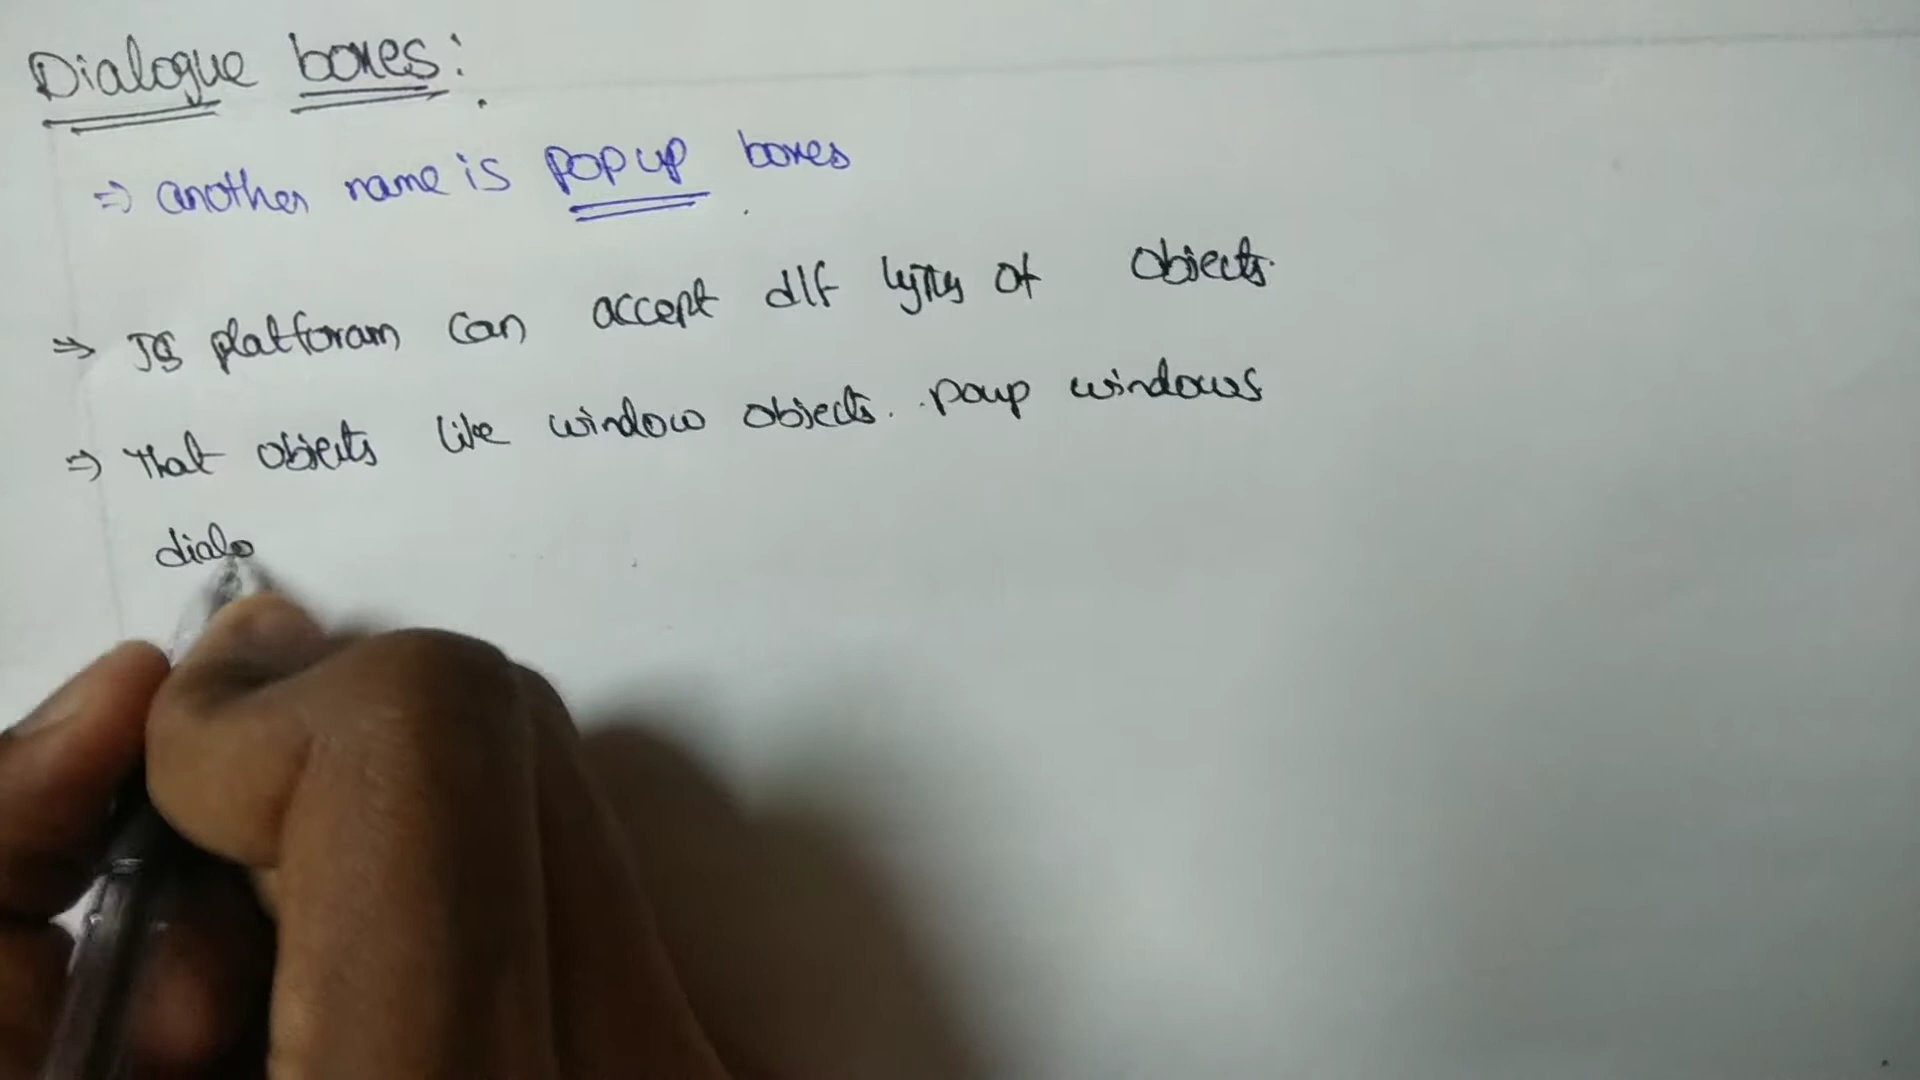 Dialogue boxes:
⇒ another name is POPUP boxes
⇒ JS platforam can accept dIf types of objects.
⇒ that objects like window objects. poup windows
dialo